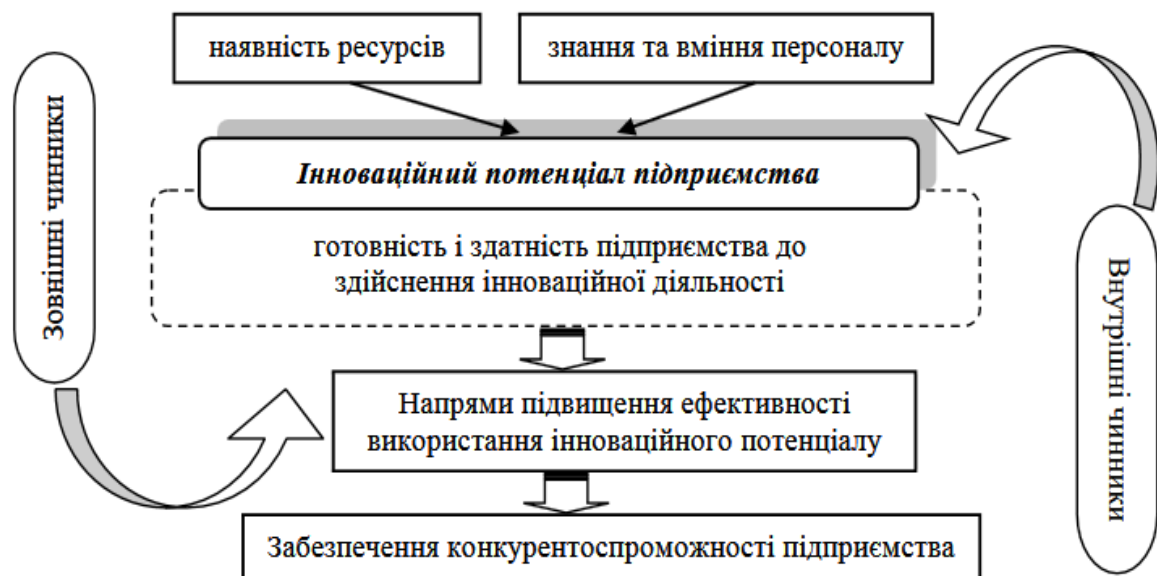 наявність ресурсів
знання та вміння персоналу
Зовнішні чинники
Інноваційний потенціал підприємства
готовність і здатність підприємства до
здійснення інноваційної діяльності
Внутрішні чинники
Напрями підвищення ефективності
використання інноваційного потенціалу
Забезпечення конкурентоспроможності підприємства